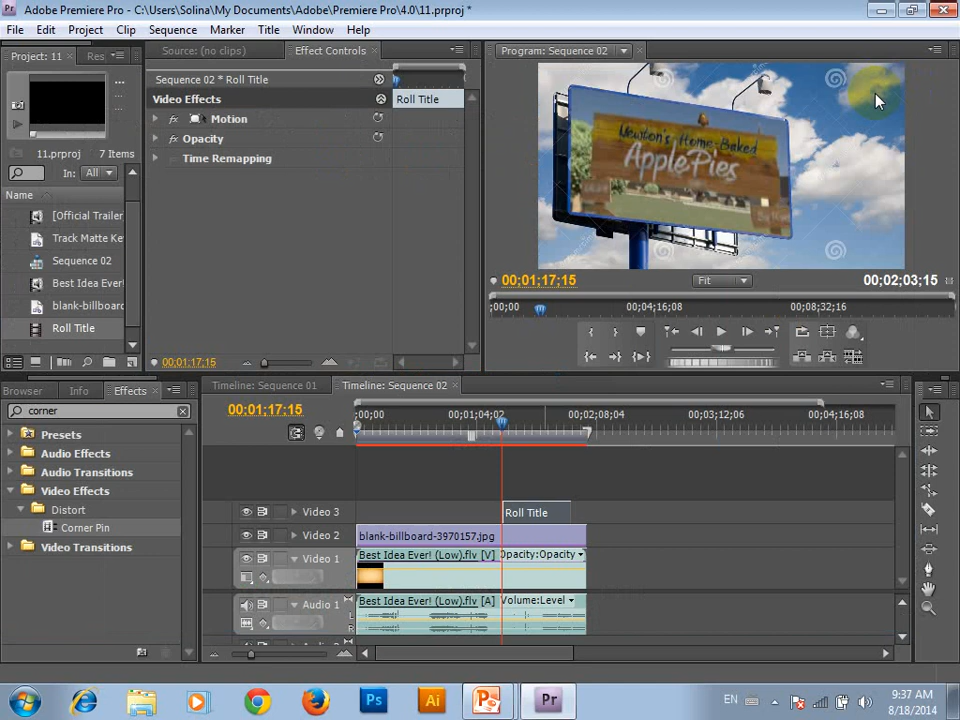 Adobe Premiere Pro - C:\Users\Solina\My Documents\Adobe\Premiere Pro\4.0\11.prproj *
File Edit Project Clip Sequence Marker Title Window Help
Project: 11 Res
Source: (no clips) Effect Controls
Program: Sequence 02
Sequence 02 * Roll Title
Video Effects Roll Title
Motion
Opacity
Time Remapping
11.prproj 7 Items
In: All
Name
[Official Trailer
Track Matte Ke
Sequence 02
Best Idea Ever!
blank-billboard
Roll Title
Newton's Home-Baked
Apple Pies
00;01;17;15 Fit 00;02;03;15
;00;00 00;04;16;08 00;08;32;16
00;01;17;15
Browser Info Effects
corner
Presets
Audio Effects
Audio Transitions
Video Effects
Distort
Corner Pin
Video Transitions
Timeline: Sequence 01 Timeline: Sequence 02
00:01:17:15
;00;00 00;01;04;02 00;02;08;04 00;03;12;06 00;04;16;08
Video 3 Roll Title
Video 2 blank-billboard-3970157.jpg
Video 1 Best Idea Ever! (Low).flv [V] Opacity:Opacity
Audio 1 Best Idea Ever! (Low).flv [A] Volume:Level
L
R
Ps Ai Pr
EN
9:37 AM
8/18/2014